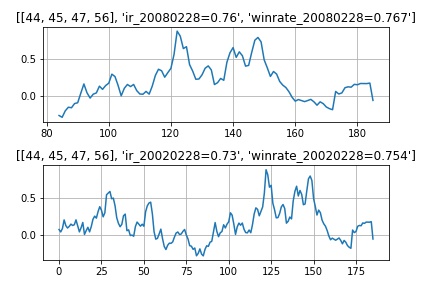 [[44, 45, 47, 56], 'ir_20080228=0.76', 'winrate_20080228=0.767']
0.5
0.0
80 100 120 140 160 180
[[44, 45, 47, 56], 'ir_20020228=0.73', 'winrate_20020228=0.754']
0.5
0.0
0 25 50 75 100 125 150 175